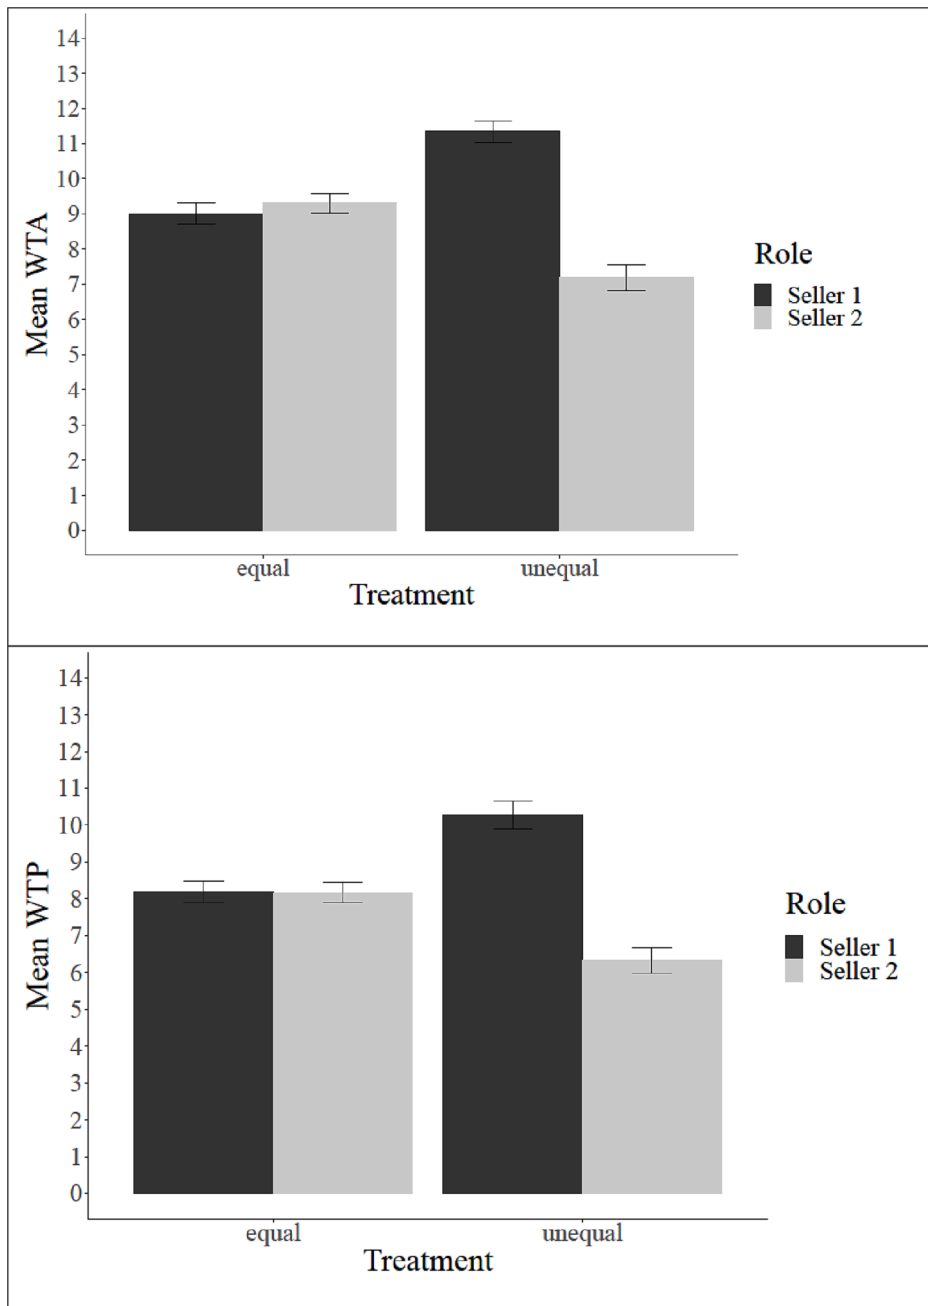 14
13
12
11
10
9
8
7
6
5
4
3
2
1
0
Mean WTA
equal
unequal
Treatment
Role
Seller 1
Seller 2
14
13
12
11
10
9
8
7
6
5
4
3
2
1
0
Mean WTP
equal
unequal
Treatment
Role
Seller 1
Seller 2